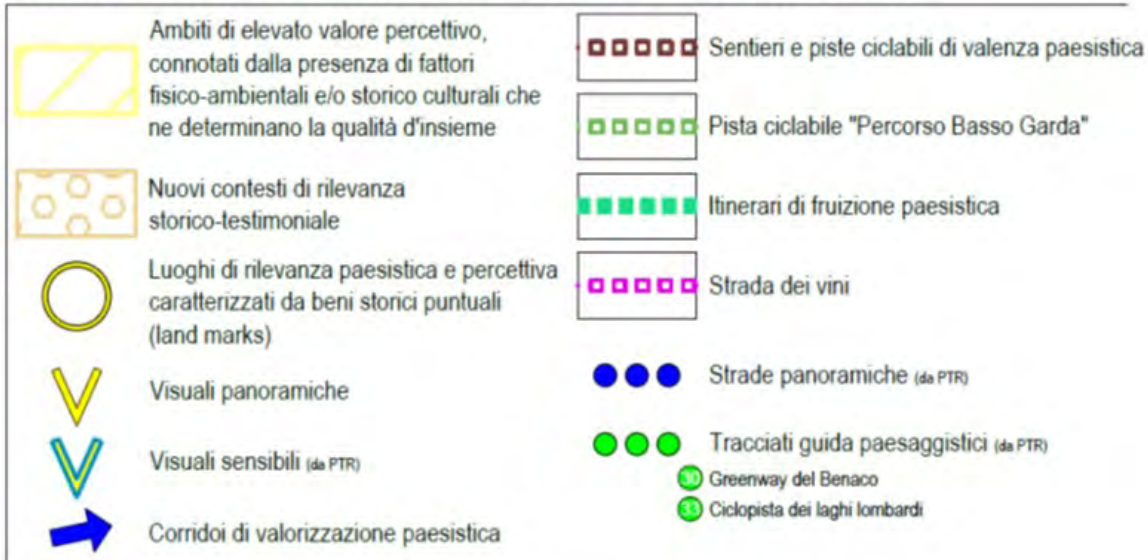 Ambiti di elevato valore percettivo,
connotati dalla presenza di fattori
fisico-ambientali e/o storico culturali che
ne determinano la qualità d'insieme
Nuovi contesti di rilevanza
storico-testimoniale
Luoghi di rilevanza paesistica e percettiva
caratterizzati da beni storici puntuali
(land marks)
Visuali panoramiche
Visuali sensibili (da PTR)
Corridoi di valorizzazione paesistica
Sentieri e piste ciclabili di valenza paesistica
Pista ciclabile "Percorso Basso Garda"
Itinerari di fruizione paesistica
Strada dei vini
Strade panoramiche (da PTR)
Tracciati guida paesaggistici (da PTR)
30 Greenway del Benaco
33 Ciclopista dei laghi lombardi